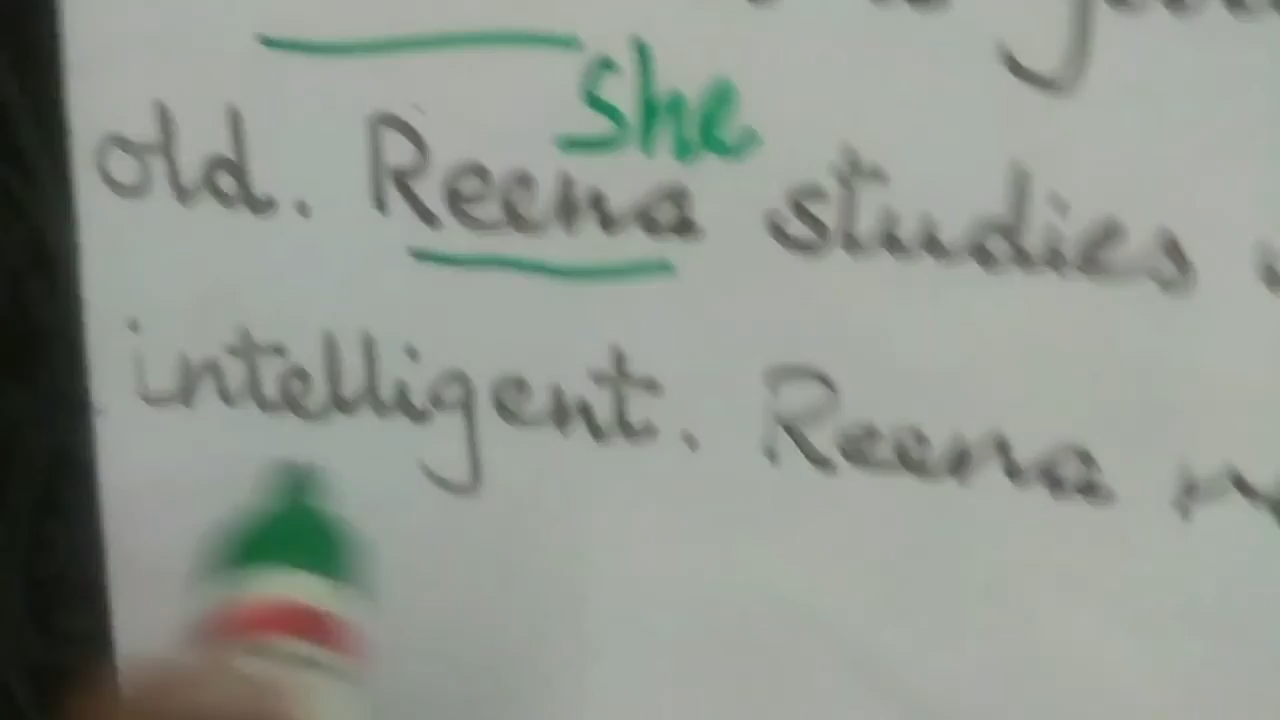 She
old. Reena studies
intelligent. Reena